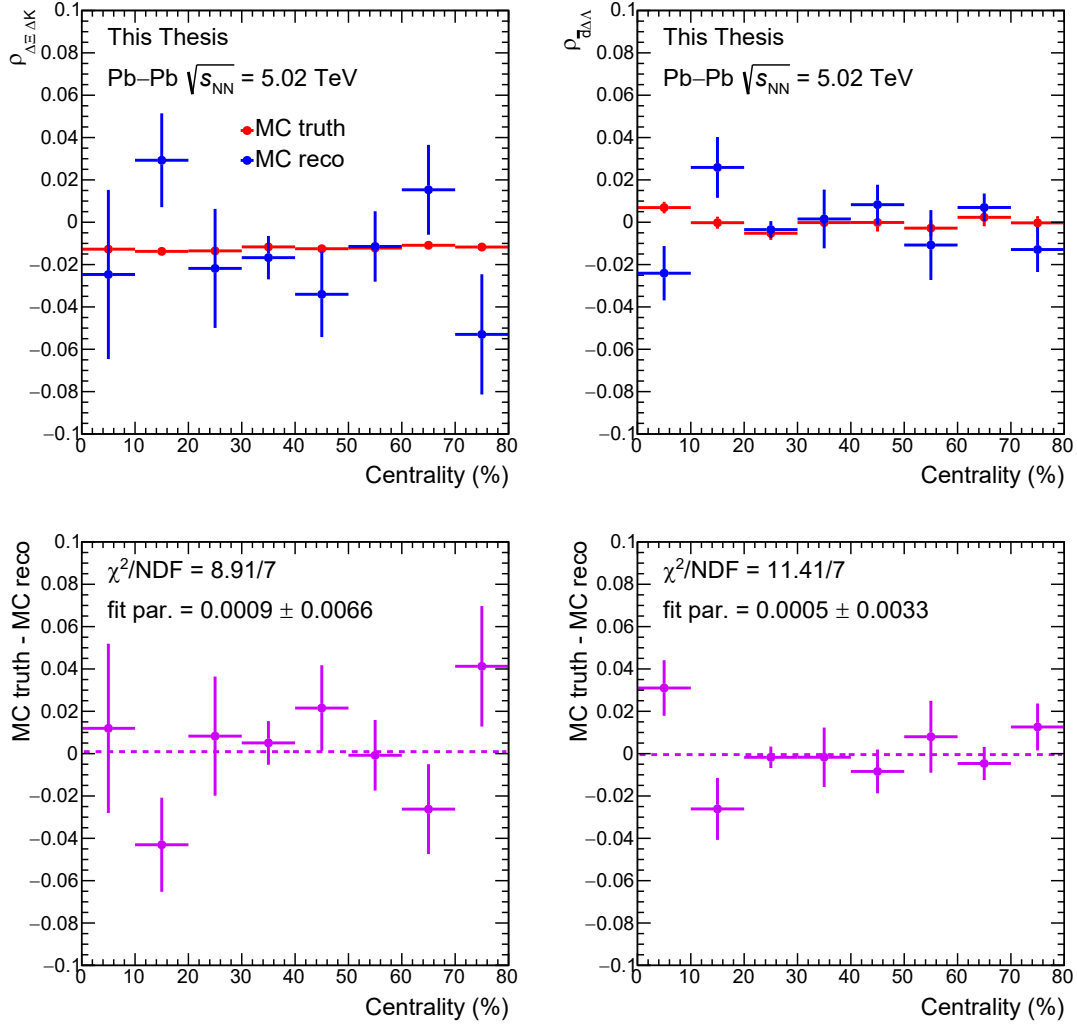 ρ_ΔΞ ΔK
0.1
0.08
0.06
0.04
0.02
0
−0.02
−0.04
−0.06
−0.08
−0.1
This Thesis
Pb–Pb √s_NN = 5.02 TeV
MC truth
MC reco
0 10 20 30 40 50 60 70 80
Centrality (%)
ρ_d̅ΔΛ
0.1
0.08
0.06
0.04
0.02
0
−0.02
−0.04
−0.06
−0.08
−0.1
This Thesis
Pb–Pb √s_NN = 5.02 TeV
0 10 20 30 40 50 60 70 80
Centrality (%)
MC truth - MC reco
0.1
0.08
0.06
0.04
0.02
0
−0.02
−0.04
−0.06
−0.08
−0.1
χ²/NDF = 8.91/7
fit par. = 0.0009 ± 0.0066
0 10 20 30 40 50 60 70 80
Centrality (%)
MC truth - MC reco
0.1
0.08
0.06
0.04
0.02
0
−0.02
−0.04
−0.06
−0.08
−0.1
χ²/NDF = 11.41/7
fit par. = 0.0005 ± 0.0033
0 10 20 30 40 50 60 70 80
Centrality (%)